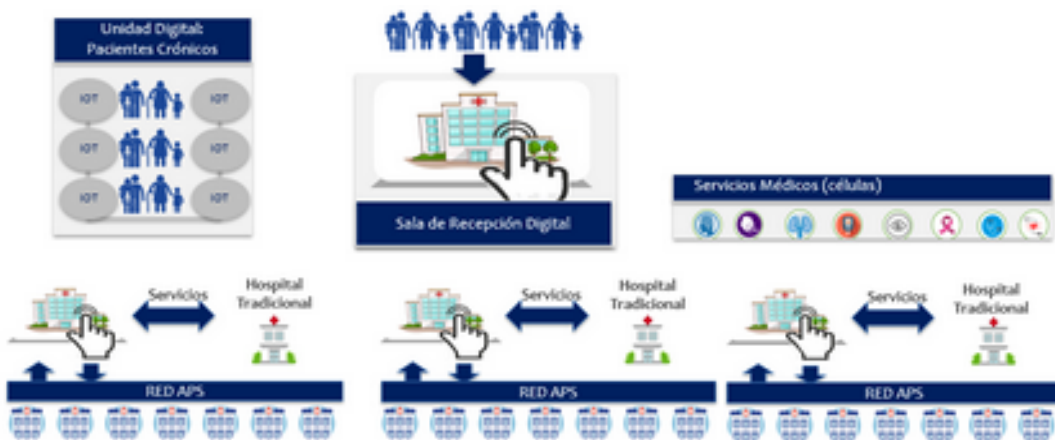 Unidad Digital:
Pacientes Crónicos
IOT
IOT
IOT
IOT
IOT
IOT
Sala de Recepción Digital
Servicios Médicos (células)
Servicios
Hospital
Tradicional
RED APS
Servicios
Hospital
Tradicional
RED APS
Servicios
Hospital
Tradicional
RED APS